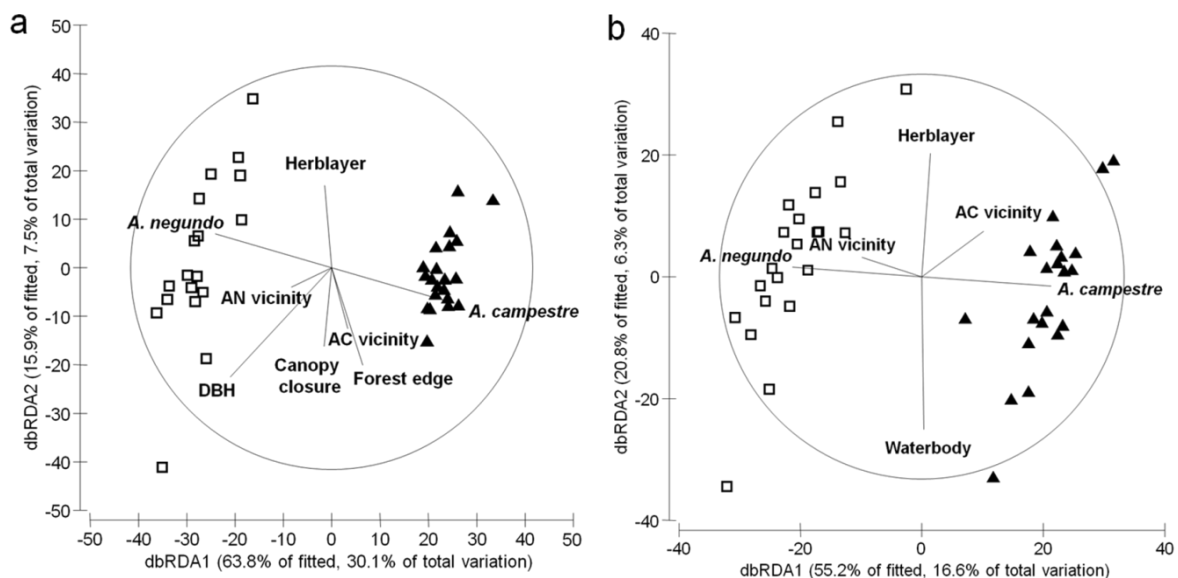 a
dbRDA2 (15.9% of fitted, 7.5% of total variation)
50
40
30
20
10
0
-10
-20
-30
-40
-50
Herblayer
A. negundo
AN vicinity
A. campestre
AC vicinity
Canopy
closure
Forest edge
DBH
-50
-40
-30
-20
-10
0
10
20
30
40
50
dbRDA1 (63.8% of fitted, 30.1% of total variation)
b
dbRDA2 (20.8% of fitted, 6.3% of total variation)
40
20
0
-20
-40
Herblayer
AC vicinity
AN vicinity
A. negundo
A. campestre
Waterbody
-40
-20
0
20
40
dbRDA1 (55.2% of fitted, 16.6% of total variation)